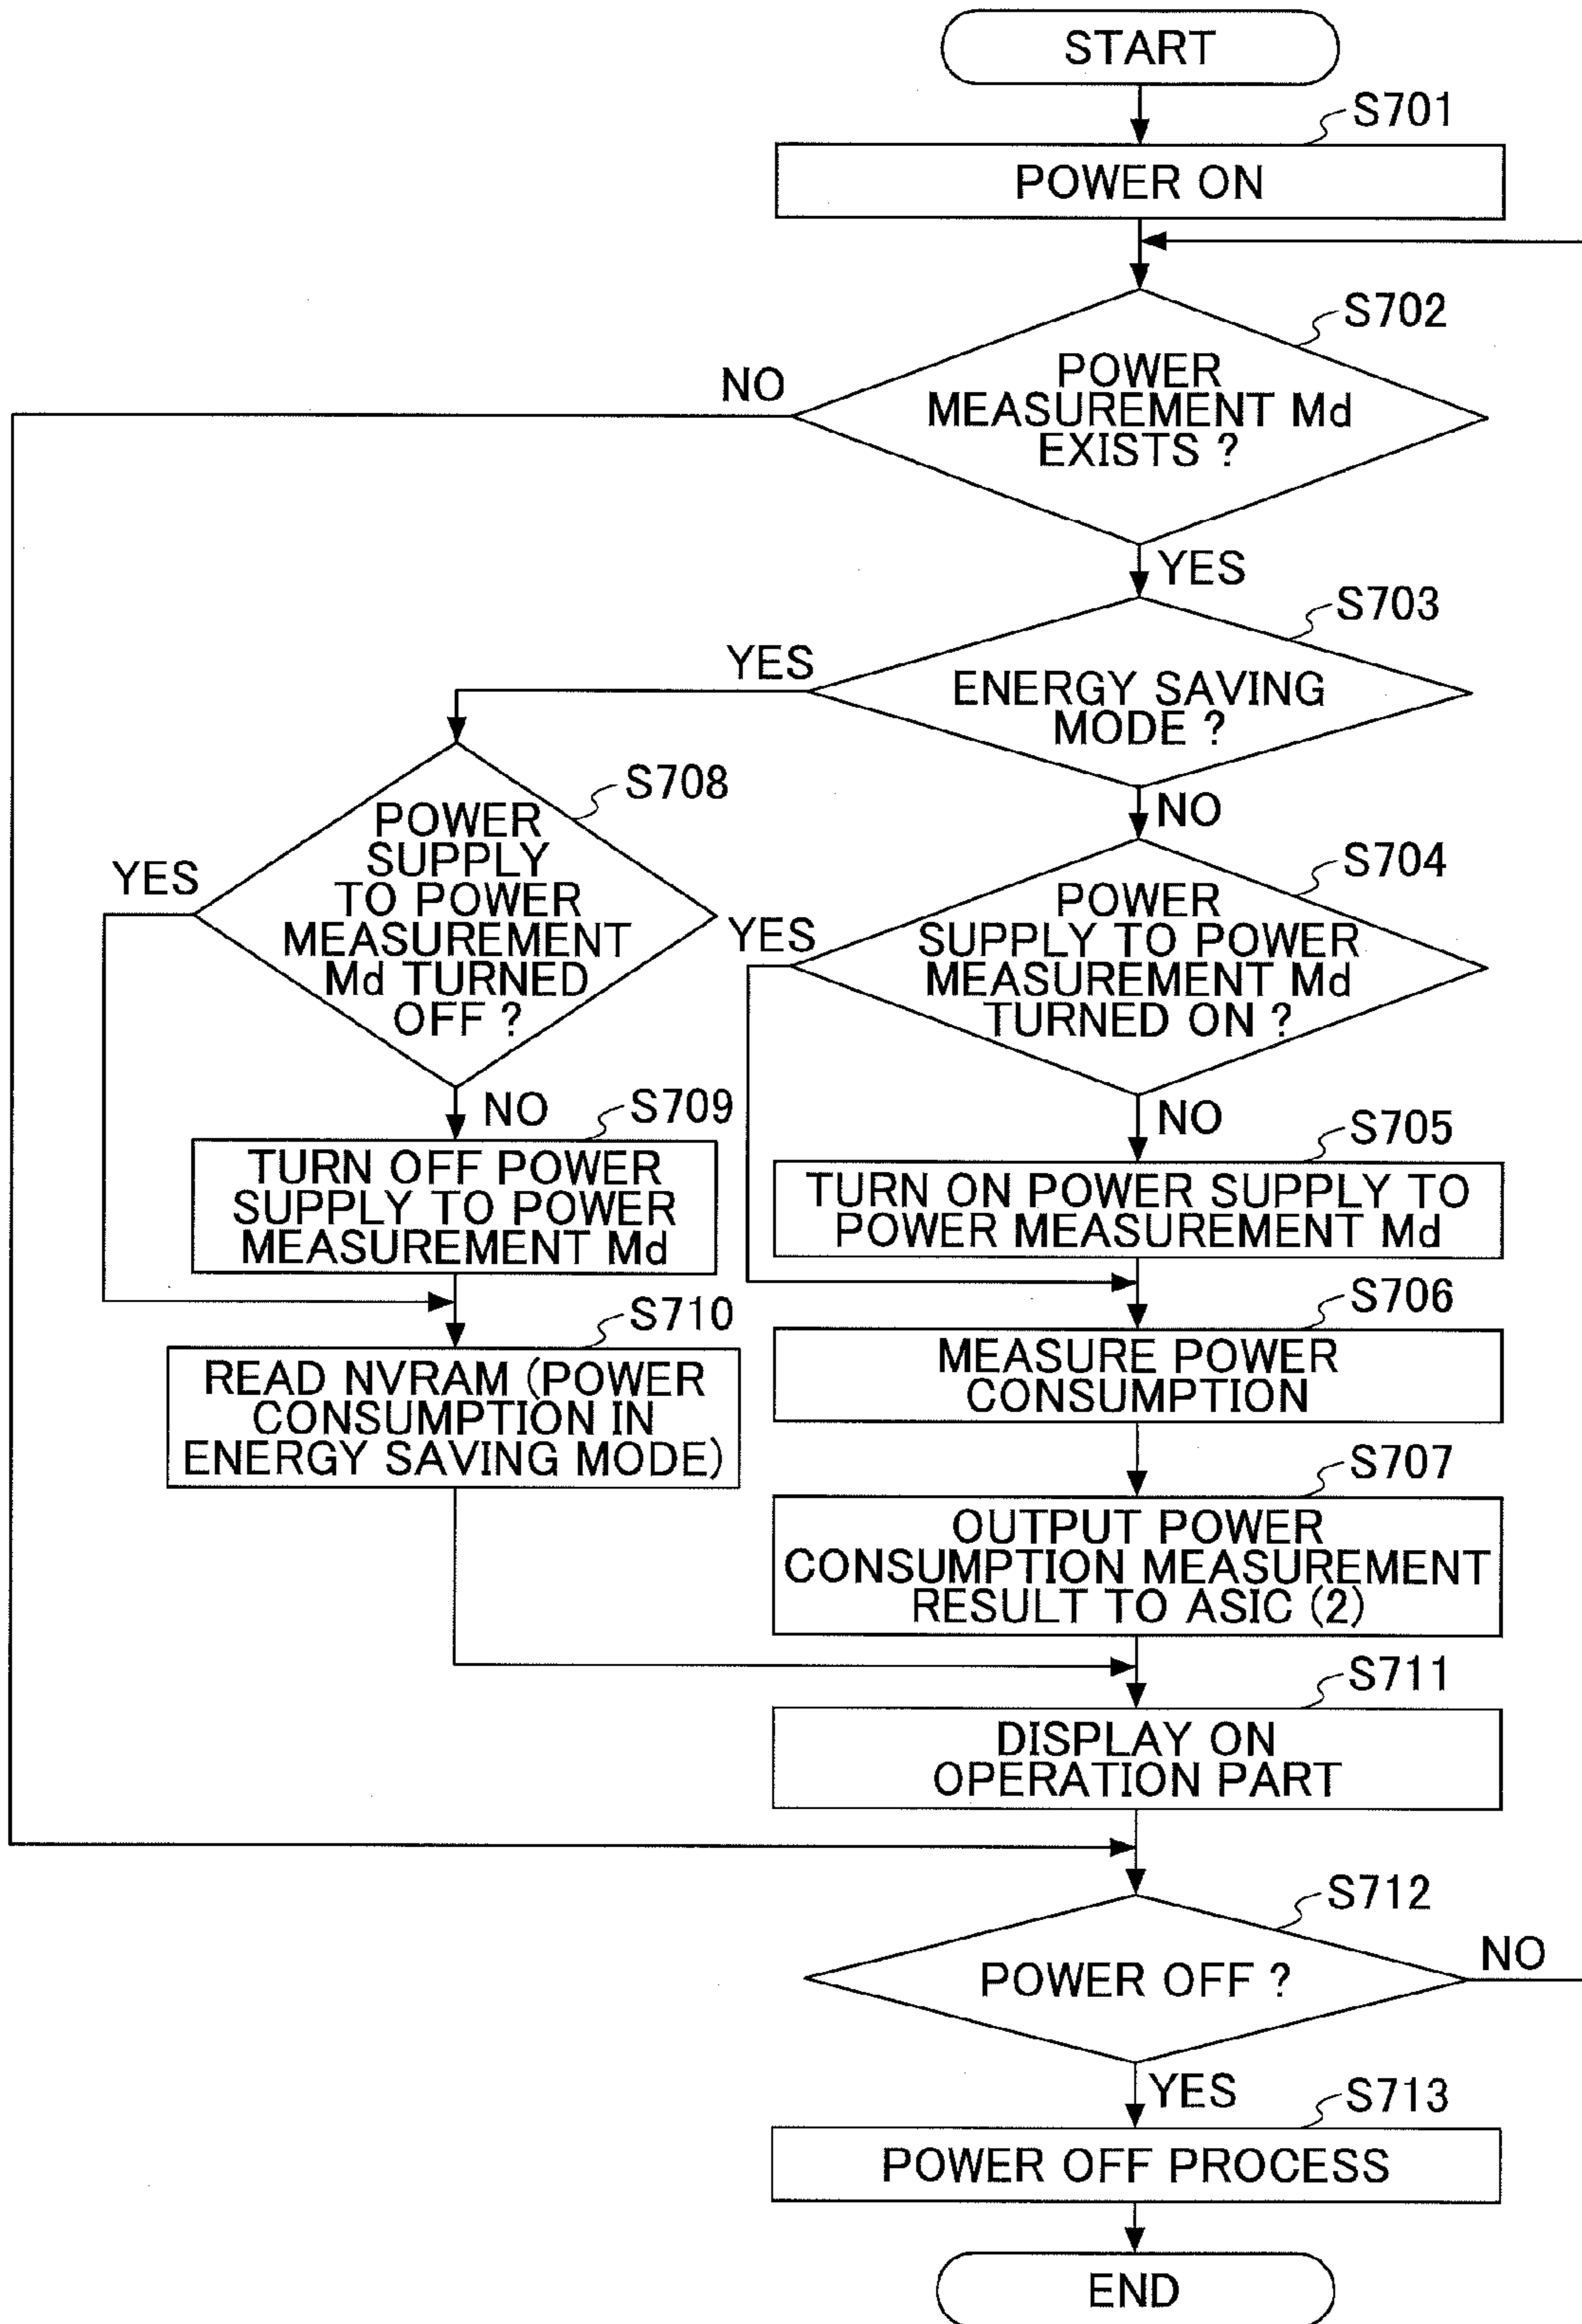 START
S701
POWER ON
S702
POWER
MEASUREMENT Md
EXISTS ?
NO
YES
S703
ENERGY SAVING
MODE ?
YES
NO
S708
POWER
SUPPLY
TO POWER
MEASUREMENT
Md TURNED
OFF ?
YES
NO
S704
POWER
SUPPLY TO POWER
MEASUREMENT Md
TURNED ON ?
YES
NO
S709
TURN OFF POWER
SUPPLY TO POWER
MEASUREMENT Md
S705
TURN ON POWER SUPPLY TO
POWER MEASUREMENT Md
S710
READ NVRAM (POWER
CONSUMPTION IN
ENERGY SAVING MODE)
S706
MEASURE POWER
CONSUMPTION
S707
OUTPUT POWER
CONSUMPTION MEASUREMENT
RESULT TO ASIC (2)
S711
DISPLAY ON
OPERATION PART
S712
POWER OFF ?
NO
YES
S713
POWER OFF PROCESS
END